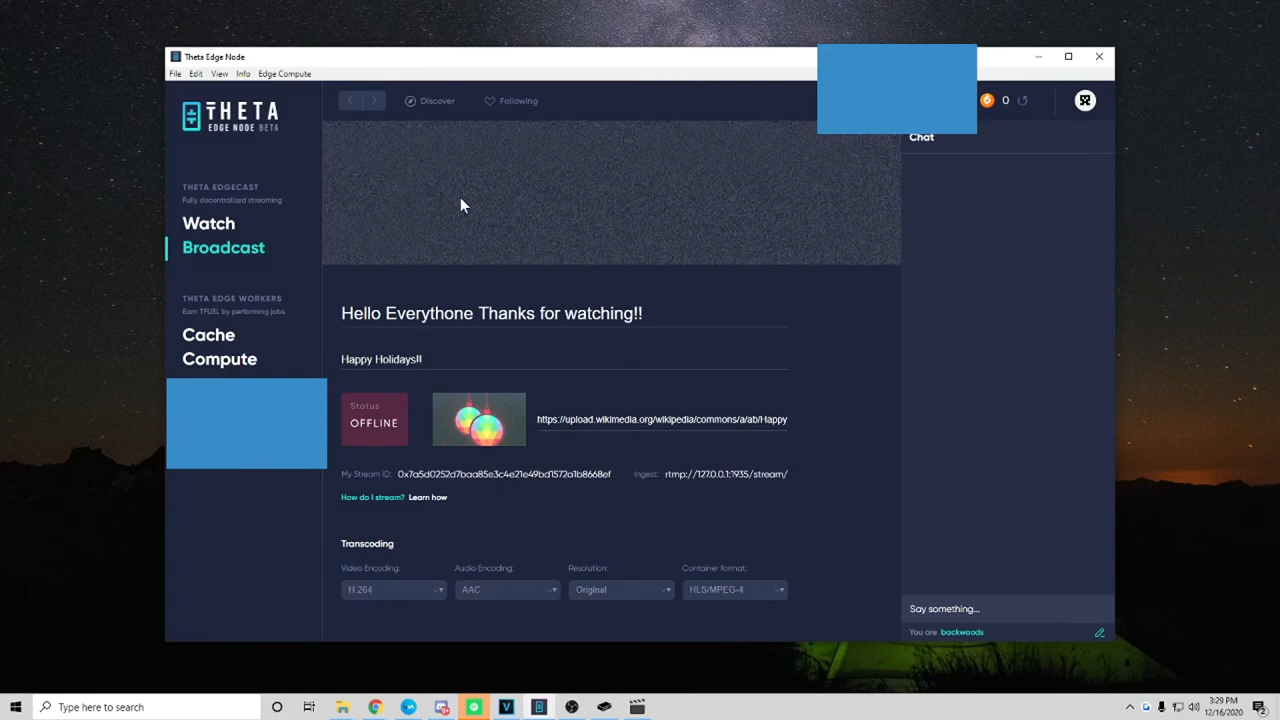 Theta Edge Node
File Edit View Info Edge Compute
THETA
EDGE NODE BETA
Discover
Following
0
Chat
THETA EDGECAST
Fully decentralized streaming
Watch
Broadcast
THETA EDGE WORKERS
Earn TFUEL by performing jobs
Cache
Compute
Hello Everythone Thanks for watching!!
Happy Holidays!!
Status
OFFLINE
https://upload.wikimedia.org/wikipedia/commons/a/ab/Happy
My Stream ID: 0x7a5d0252d7baa85e3c4e21e49bd1572a1b8668ef
Ingest: rtmp://127.0.0.1:1935/stream/
How do I stream? Learn how
Transcoding
Video Encoding: Audio Encoding: Resolution: Container format:
H.264 AAC Original HLS/MPEG-4
Say something...
You are backwoods
Type here to search
3:29 PM
12/16/2020
2